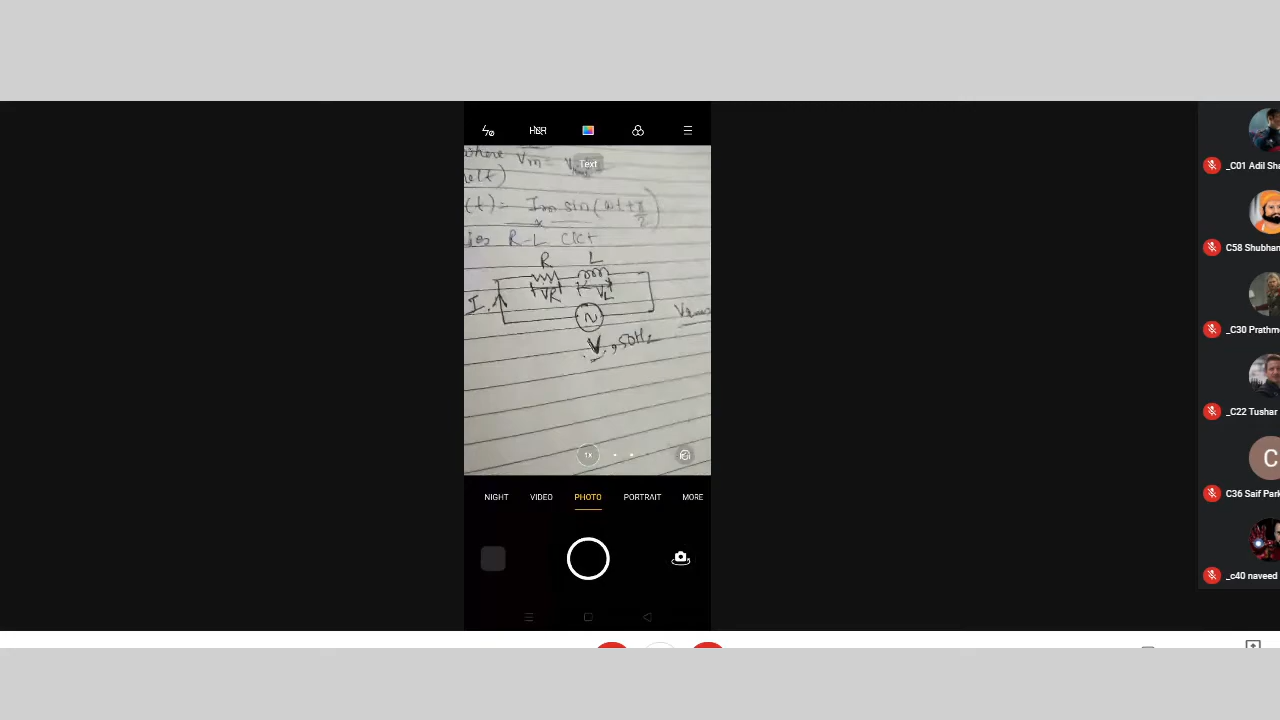 HDR
Text
where Vm =
(t) = Im sin (ωt + π/2)
R-L CKT
R L
VR VL
I
V, 50Hz
1x
NIGHT VIDEO PHOTO PORTRAIT MORE
_C01 Adil Sha
C58 Shubhan
_C30 Prathm
_C22 Tushar
C
C36 Saif Park
_c40 naveed